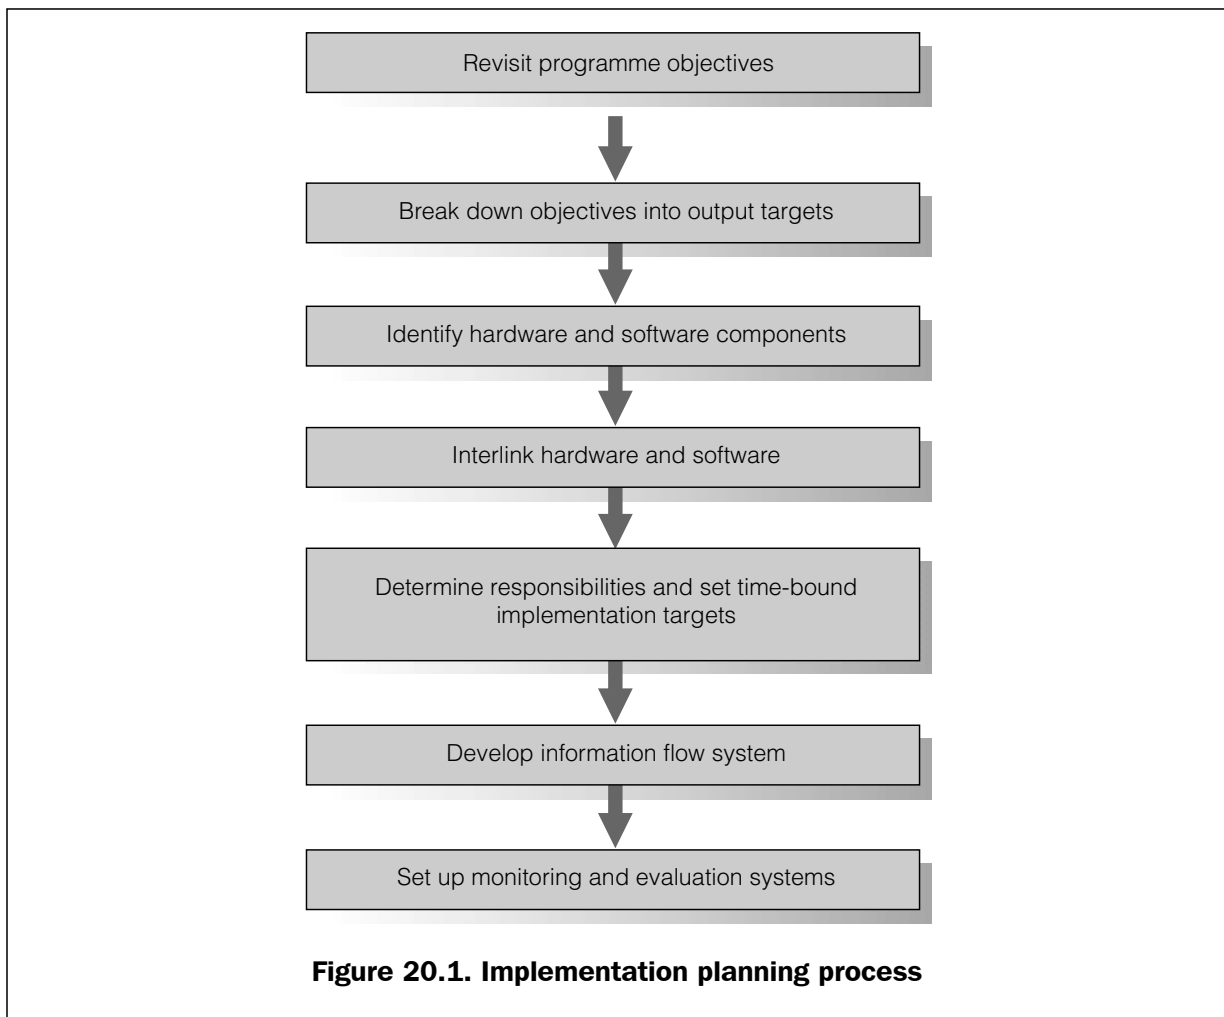 Revisit programme objectives
Break down objectives into output targets
Identify hardware and software components
Interlink hardware and software
Determine responsibilities and set time-bound
implementation targets
Develop information flow system
Set up monitoring and evaluation systems
Figure 20.1. Implementation planning process